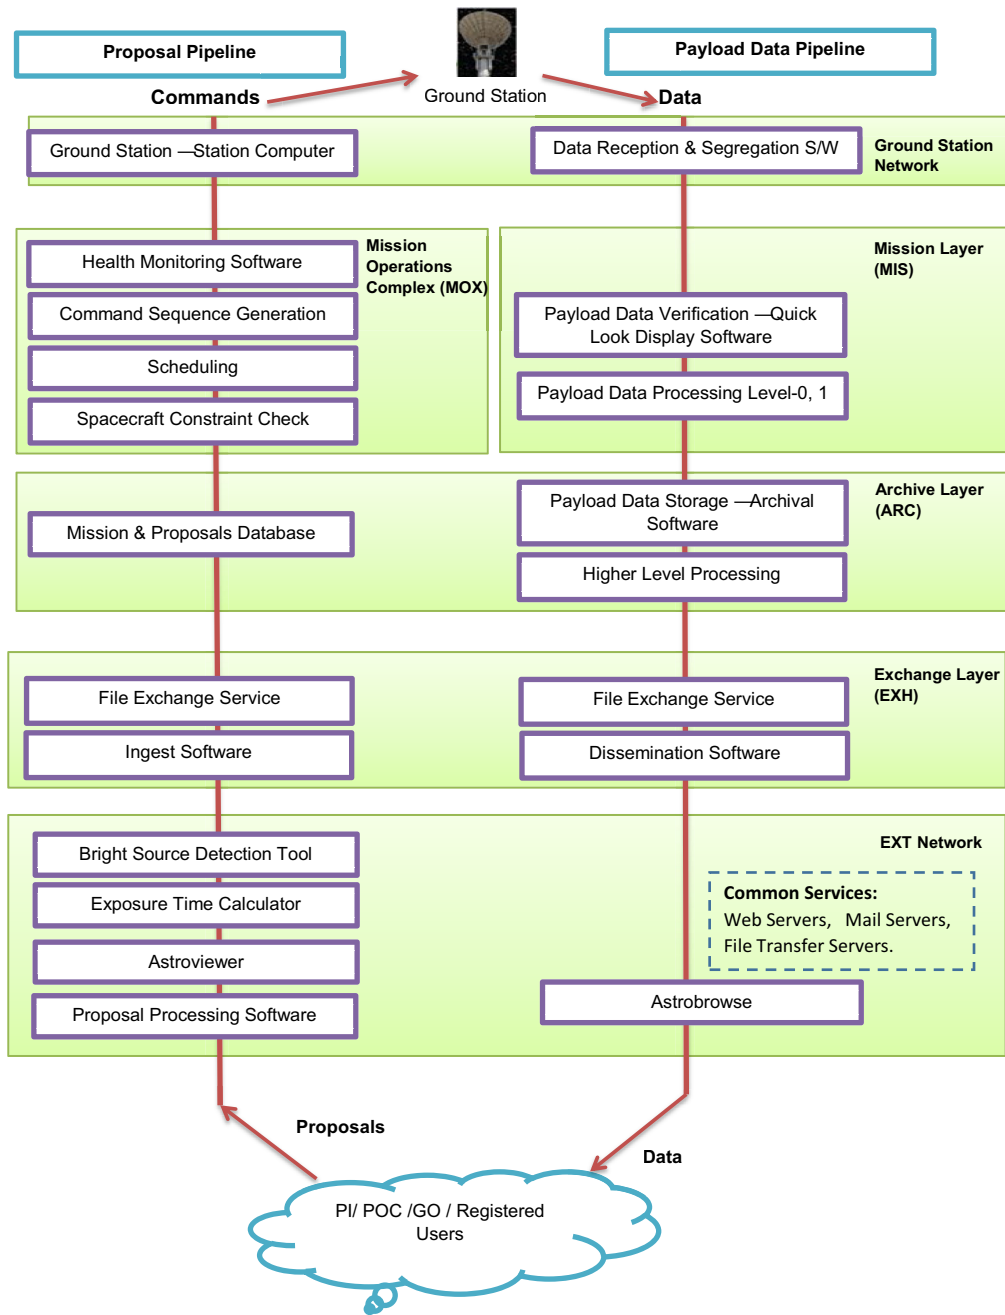 Proposal Pipeline
Payload Data Pipeline
Commands
Ground Station
Data
Ground Station —Station Computer
Data Reception & Segregation S/W
Ground Station
Network
Health Monitoring Software
Command Sequence Generation
Scheduling
Spacecraft Constraint Check
Mission
Operations
Complex (MOX)
Payload Data Verification —Quick
Look Display Software
Payload Data Processing Level-0, 1
Mission Layer
(MIS)
Mission & Proposals Database
Payload Data Storage —Archival
Software
Higher Level Processing
Archive Layer
(ARC)
File Exchange Service
Ingest Software
File Exchange Service
Dissemination Software
Exchange Layer
(EXH)
Bright Source Detection Tool
Exposure Time Calculator
Astroviewer
Proposal Processing Software
EXT Network
Common Services:
Web Servers, Mail Servers,
File Transfer Servers.
Astrobrowse
Proposals
Data
PI/ POC /GO / Registered
Users